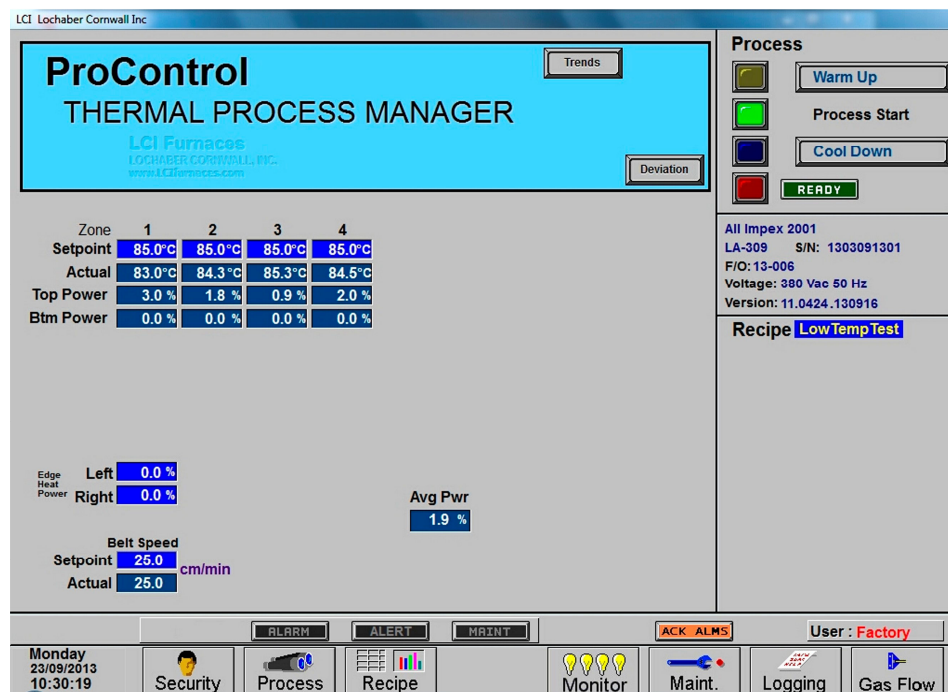 LCI Lochaber Cornwall Inc
ProControl
THERMAL PROCESS MANAGER
LCI Furnaces
LOCHABER CORNWALL, INC.
www.LCIfurnaces.com
Trends
Deviation
Process
Warm Up
Process Start
Cool Down
READY
All Impex 2001
LA-309 S/N: 1303091301
F/O: 13-006
Voltage: 380 Vac 50 Hz
Version: 11.0424.130916
Recipe LowTempTest
Zone 1 2 3 4
Setpoint 85.0°C 85.0°C 85.0°C 85.0°C
Actual 83.0°C 84.3°C 85.3°C 84.5°C
Top Power 3.0 % 1.8 % 0.9 % 2.0 %
Btm Power 0.0 % 0.0 % 0.0 % 0.0 %
Edge Heat Power
Left 0.0 %
Right 0.0 %
Avg Pwr
1.9 %
Belt Speed
Setpoint 25.0
cm/min
Actual 25.0
ALARM ALERT MAINT ACK ALMS User : Factory
Monday
23/09/2013
10:30:19
Security Process Recipe Monitor Maint. Logging Gas Flow